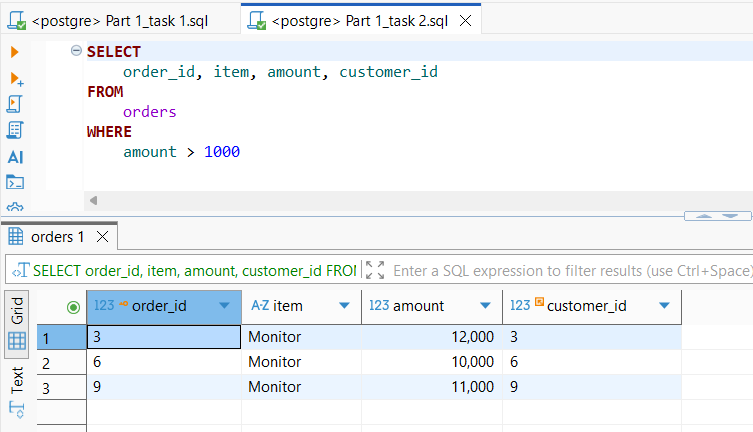 <postgre> Part 1_task 1.sql <postgre> Part 1_task 2.sql
SELECT
order_id, item, amount, customer_id
FROM
orders
WHERE
amount > 1000
AI
orders 1
SELECT order_id, item, amount, customer_id FROM Enter a SQL expression to filter results (use Ctrl+Space)
Grid
Text
123 order_id A-Z item 123 amount 123 customer_id
1 3 Monitor 12,000 3
2 6 Monitor 10,000 6
3 9 Monitor 11,000 9